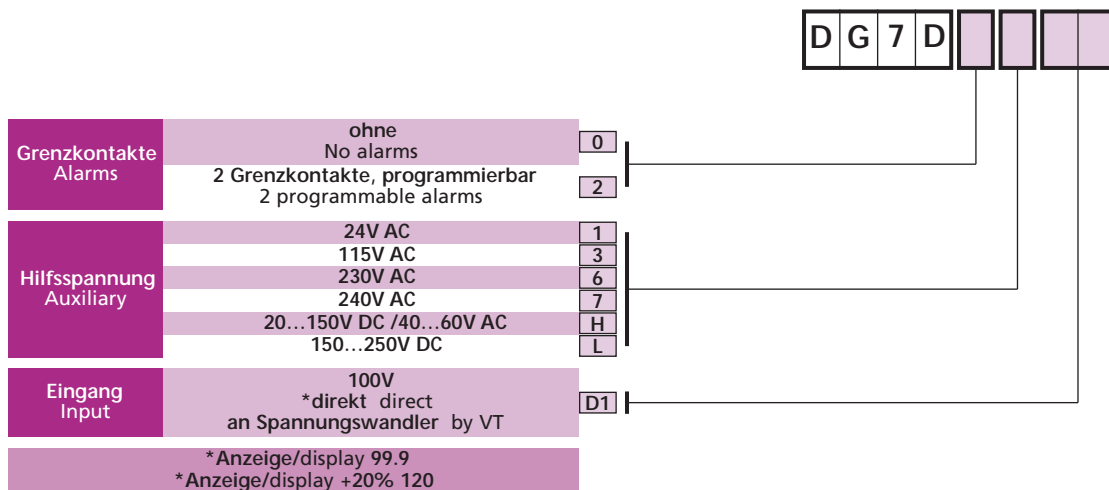 D G 7 D
Grenzkontakte
Alarms
ohne
No alarms
0
2 Grenzkontakte, programmierbar
2 programmable alarms
2
Hilfsspannung
Auxiliary
24V AC
1
115V AC
3
230V AC
6
240V AC
7
20...150V DC /40...60V AC
H
150...250V DC
L
Eingang
Input
100V
*direkt direct
an Spannungswandler by VT
D1
*Anzeige/display 99.9
*Anzeige/display +20% 120